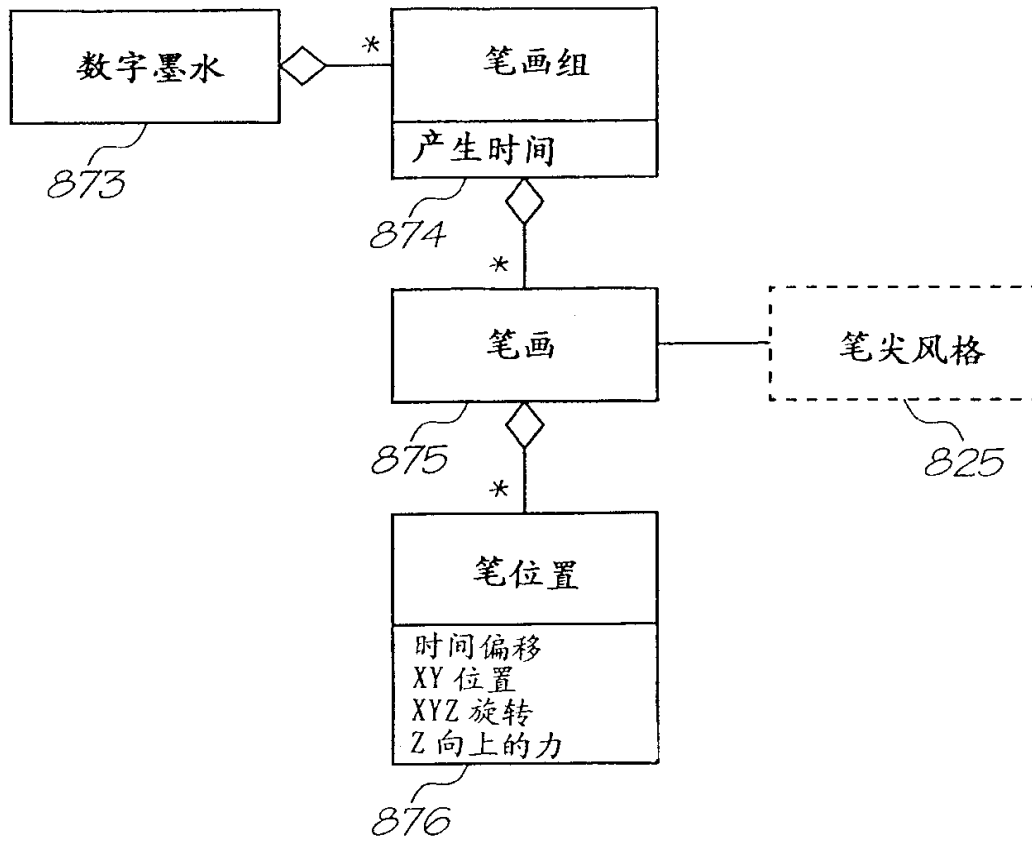 数字墨水
*
笔画组
产生时间
873
874
*
笔画
笔尖风格
875
825
*
笔位置
时间偏移
XY 位置
XYZ 旋转
Z 向上的力
876